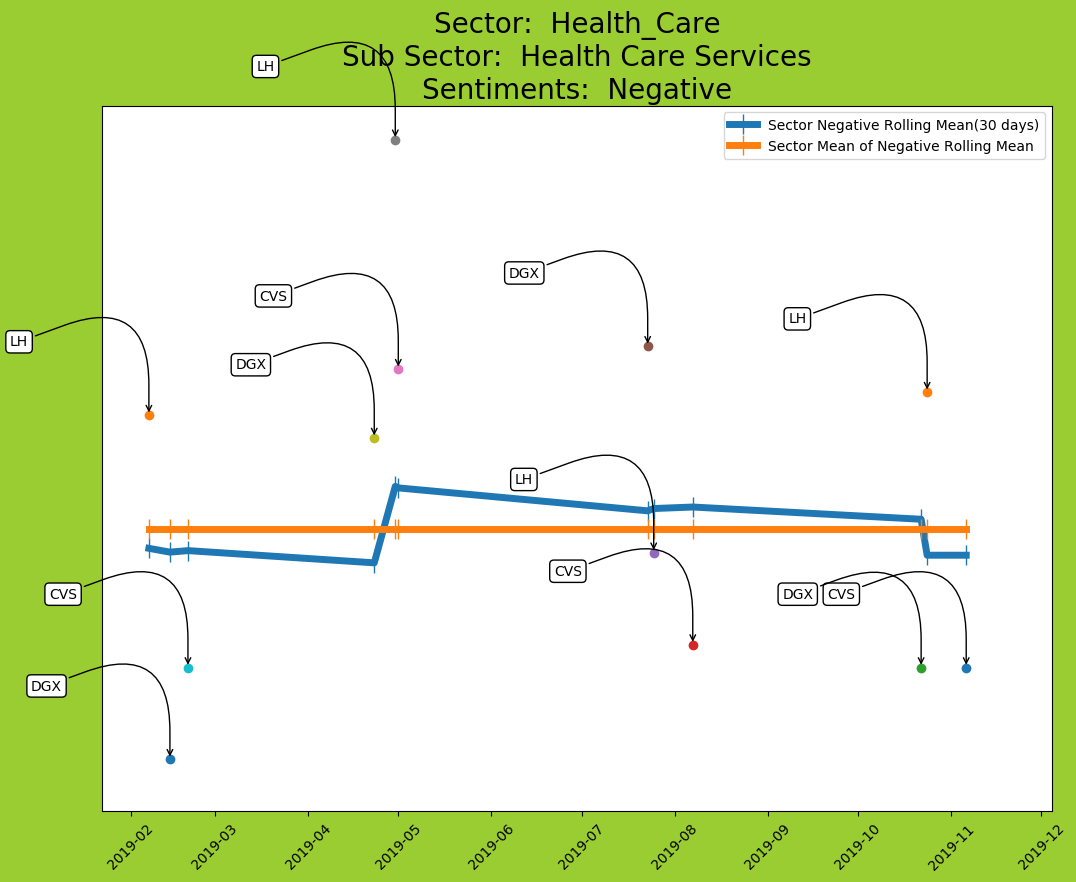 Sector:  Health_Care
Sub Sector:  Health Care Services
Sentiments:  Negative
Sector Negative Rolling Mean(30 days)
Sector Mean of Negative Rolling Mean
LH
DGX
CVS
LH
CVS
DGX
LH
DGX
LH
CVS
CVS
DGX
CVS
DGX
2019-02
2019-03
2019-04
2019-05
2019-06
2019-07
2019-08
2019-09
2019-10
2019-11
2019-12